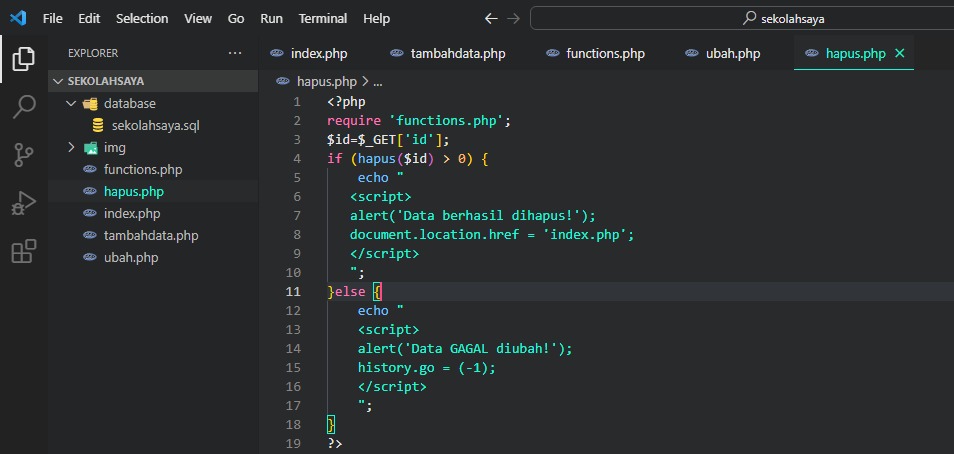 File Edit Selection View Go Run Terminal Help sekolahsaya
EXPLORER
SEKOLAHSAYA
database
sekolahsaya.sql
img
functions.php
hapus.php
index.php
tambahdata.php
ubah.php
index.php tambahdata.php functions.php ubah.php hapus.php
hapus.php > ...
1 <?php
2 require 'functions.php';
3 $id=$_GET['id'];
4 if (hapus($id) > 0) {
5 echo "
6 <script>
7 alert('Data berhasil dihapus!');
8 document.location.href = 'index.php';
9 </script>
10 ";
11 }else {
12 echo "
13 <script>
14 alert('Data GAGAL diubah!');
15 history.go = (-1);
16 </script>
17 ";
18 }
19 ?>